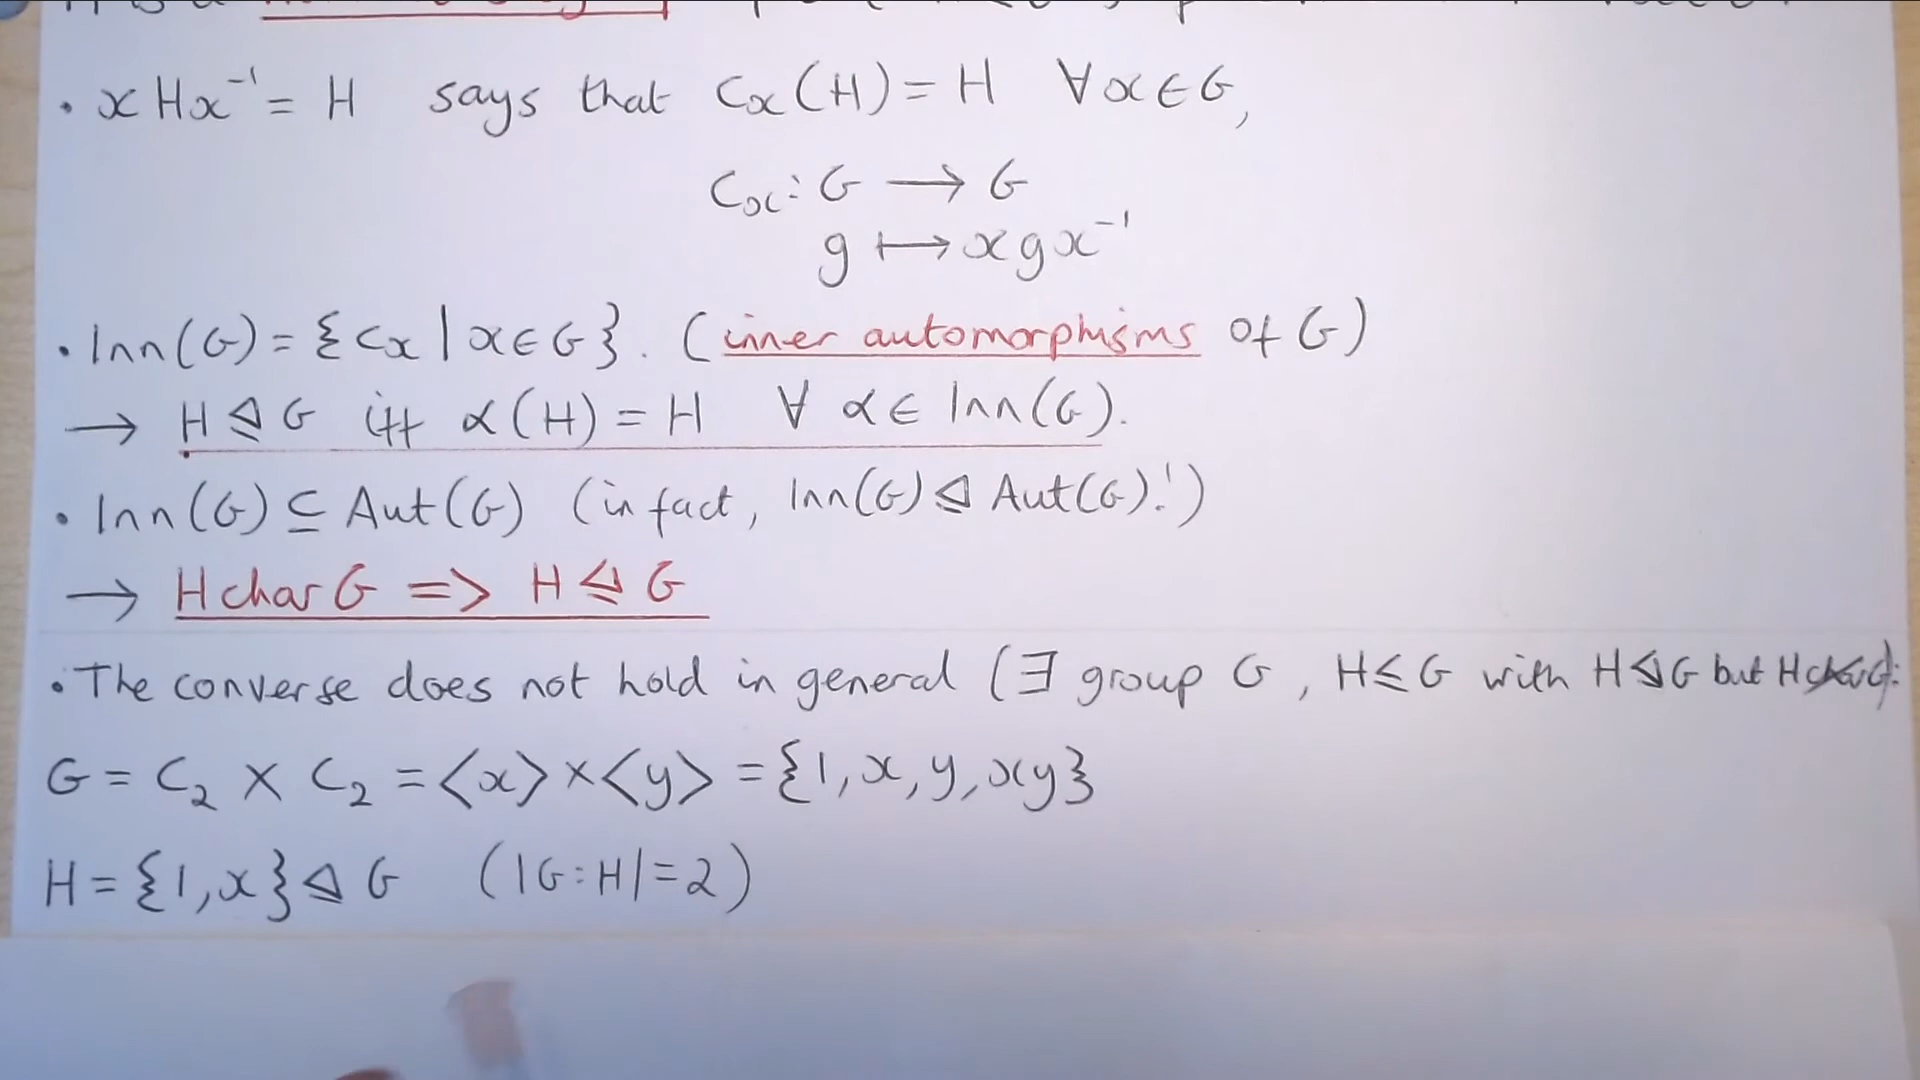 • xHx⁻¹ = H says that Cx(H) = H ∀x∈G,
Cx: G ⟶ G
g ⟼ xgx⁻¹
• Inn(G) = {Cx | x∈G}. (inner automorphisms of G)
→ H ⊴ G iff α(H) = H ∀ α ∈ Inn(G).
• Inn(G) ⊆ Aut(G) (in fact, Inn(G) ⊴ Aut(G)!)
→ H char G => H ⊴ G
• The converse does not hold in general (∃ group G, H ≤ G with H ⊴ G but H c̸h̸a̸r̸ G):
G = C₂ × C₂ = <x> × <y> = {1, x, y, xy}
H = {1, x} ⊴ G (|G:H| = 2)